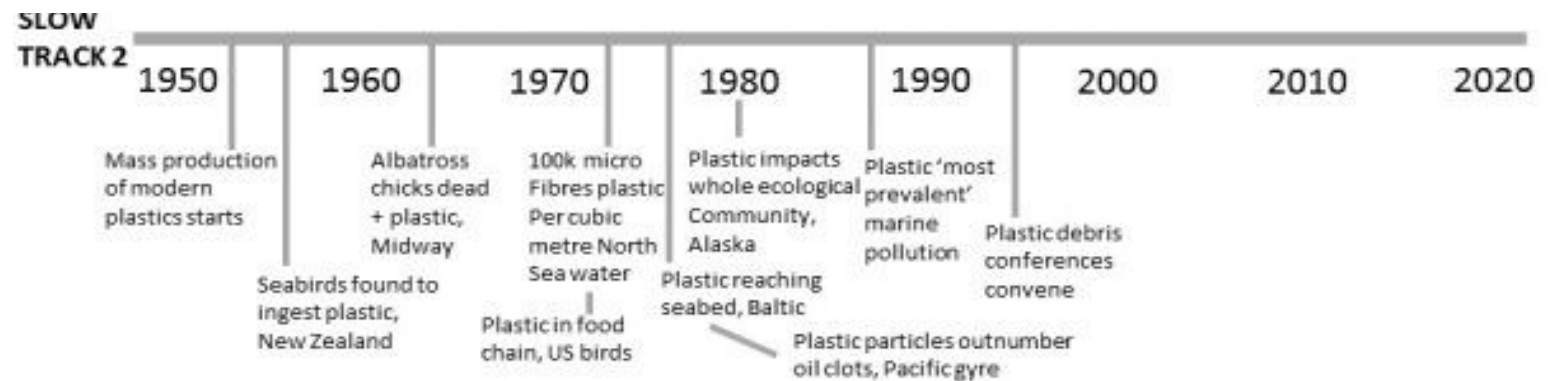 SLOW
TRACK 2
1950 1960 1970 1980 1990 2000 2010 2020
Mass production
of modern
plastics starts
Seabirds found to
ingest plastic,
New Zealand
Albatross
chicks dead
+ plastic,
Midway
100k micro
Fibres plastic
Per cubic
metre North
Sea water
Plastic in food
chain, US birds
Plastic reaching
seabed, Baltic
Plastic impacts
whole ecological
Community,
Alaska
Plastic particles outnumber
oil clots, Pacific gyre
Plastic ‘most
prevalent’
marine
pollution
Plastic debris
conferences
convene